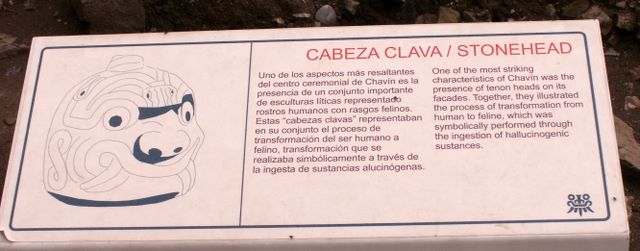 CABEZA CLAVA / STONEHEAD
Uno de los aspectos más resaltantes
del centro ceremonial de Chavín es la
presencia de un conjunto importante
de esculturas líticas representado
rostros humanos con rasgos felinos.
Estas "cabezas clavas" representaban
en su conjunto el proceso de
transformación del ser humano a
felino, transformación que se
realizaba simbólicamente a través de
la ingesta de sustancias alucinógenas.
One of the most striking
characteristics of Chavín was the
presence of tenon heads on its
facades. Together, they illustrated
the process of transformation from
human to feline, which was
symbolically performed through
the ingestion of hallucinogenic
sustances.